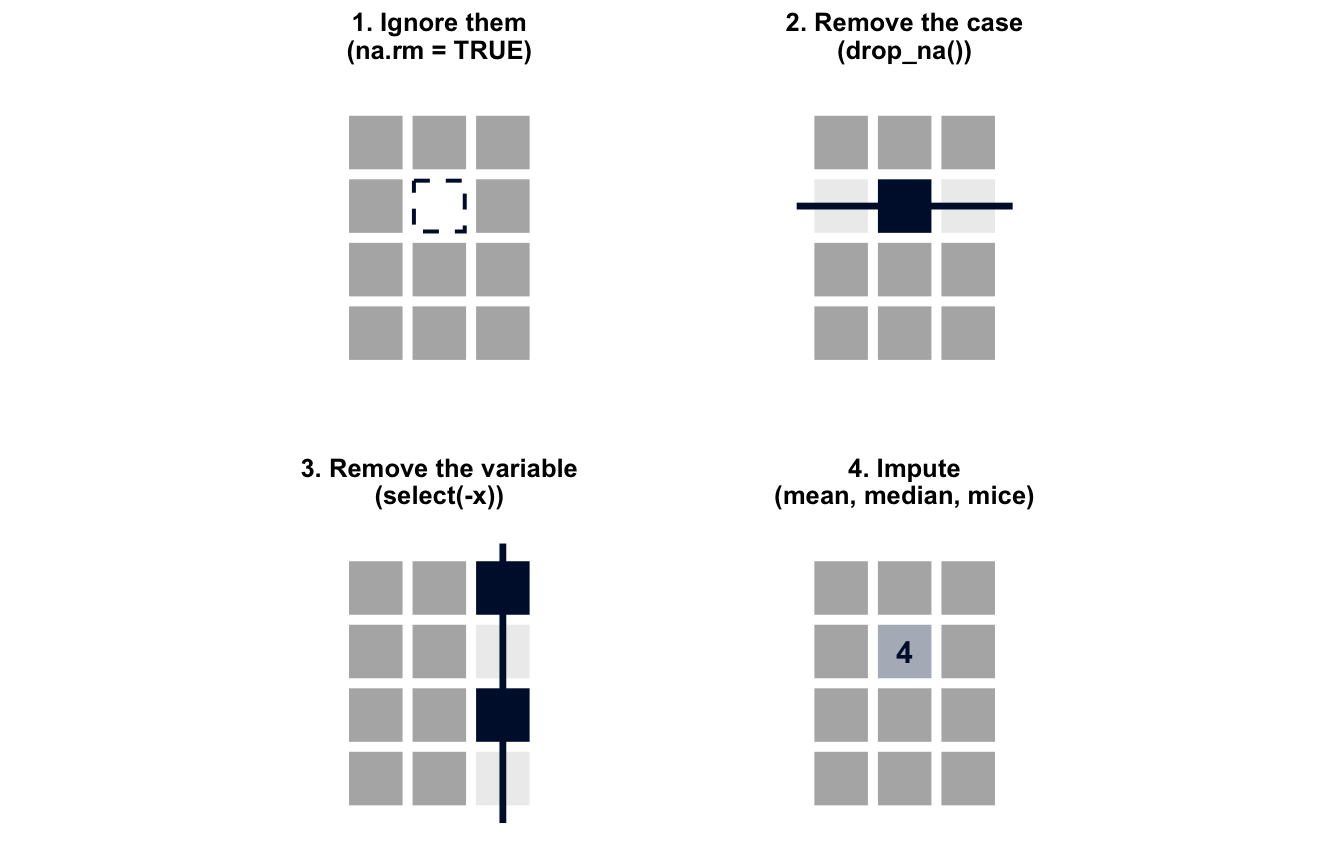 1. Ignore them
(na.rm = TRUE)
2. Remove the case
(drop_na())
3. Remove the variable
(select(-x))
4. Impute
(mean, median, mice)
4